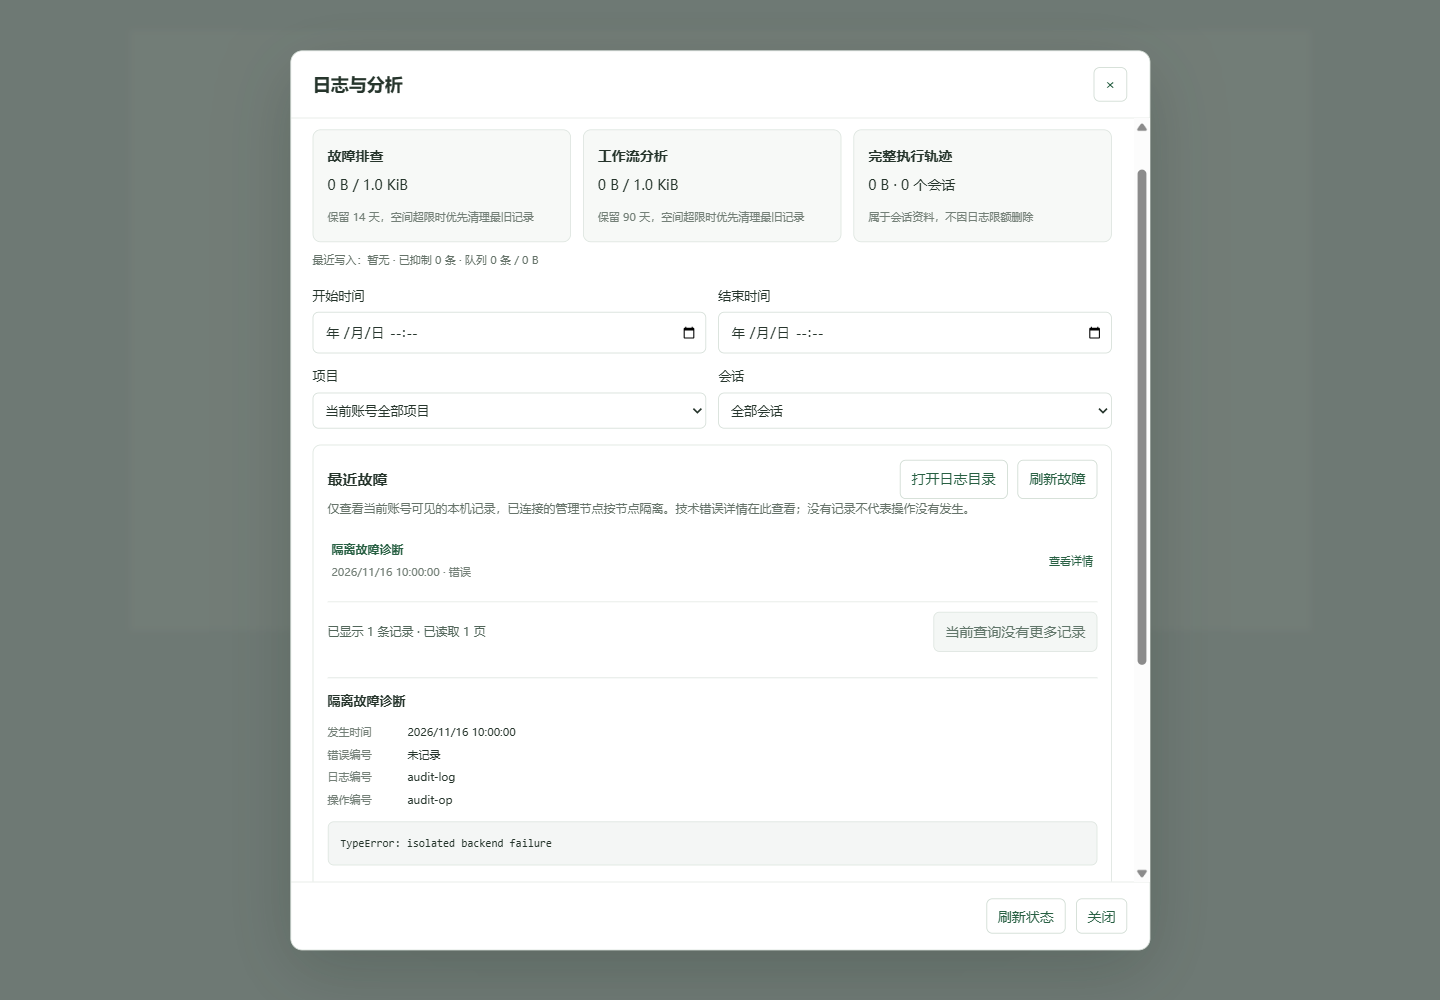 日志与分析
×
故障排查
0 B / 1.0 KiB
保留 14 天，空间超限时优先清理最旧记录
工作流分析
0 B / 1.0 KiB
保留 90 天，空间超限时优先清理最旧记录
完整执行轨迹
0 B · 0 个会话
属于会话资料，不因日志限额删除
最近写入：暂无 · 已抑制 0 条 · 队列 0 条 / 0 B
开始时间
结束时间
年 /月/日 --:--
年 /月/日 --:--
项目
会话
当前账号全部项目
全部会话
最近故障
打开日志目录
刷新故障
仅查看当前账号可见的本机记录，已连接的管理节点按节点隔离。技术错误详情在此查看；没有记录不代表操作没有发生。
隔离故障诊断
2026/11/16 10:00:00 · 错误
查看详情
已显示 1 条记录 · 已读取 1 页
当前查询没有更多记录
隔离故障诊断
发生时间 2026/11/16 10:00:00
错误编号 未记录
日志编号 audit-log
操作编号 audit-op
TypeError: isolated backend failure
刷新状态
关闭